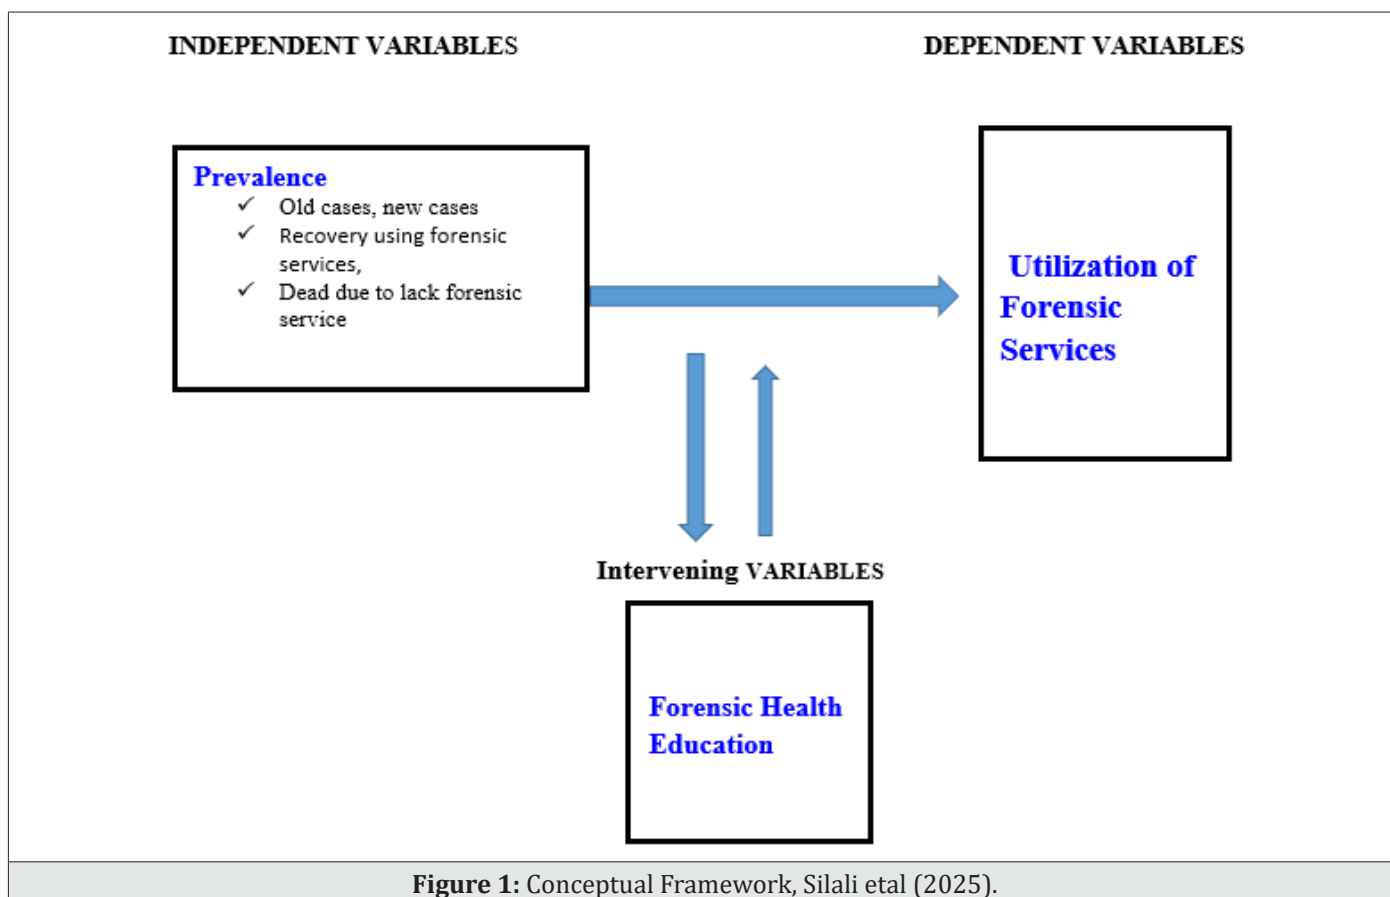 INDEPENDENT VARIABLES
DEPENDENT VARIABLES
Prevalence
✓ Old cases, new cases
✓ Recovery using forensic
services,
✓ Dead due to lack forensic
service
Utilization of
Forensic
Services
Intervening VARIABLES
Forensic Health
Education
Figure 1: Conceptual Framework, Silali etal (2025).